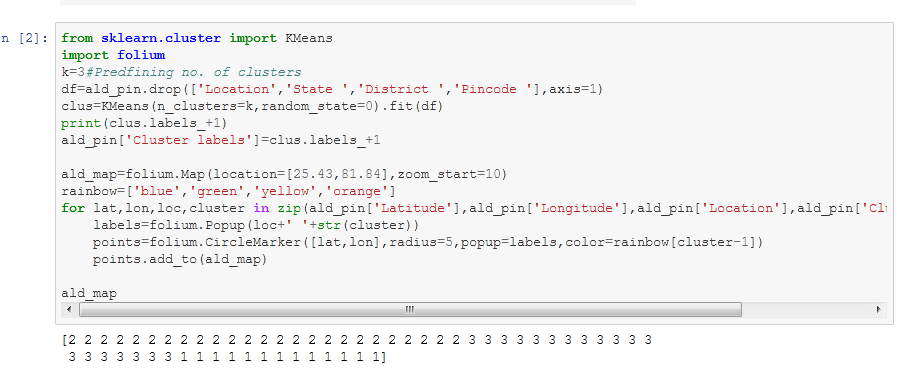 n [2]: from sklearn.cluster import KMeans
import folium
k=3#Predfining no. of clusters
df=ald_pin.drop(['Location','State ','District ','Pincode '],axis=1)
clus=KMeans(n_clusters=k,random_state=0).fit(df)
print(clus.labels_+1)
ald_pin['Cluster labels']=clus.labels_+1
ald_map=folium.Map(location=[25.43,81.84],zoom_start=10)
rainbow=['blue','green','yellow','orange']
for lat,lon,loc,cluster in zip(ald_pin['Latitude'],ald_pin['Longitude'],ald_pin['Location'],ald_pin['Cl
labels=folium.Popup(loc+' '+str(cluster))
points=folium.CircleMarker([lat,lon],radius=5,popup=labels,color=rainbow[cluster-1])
points.add_to(ald_map)
ald_map
[2 2 2 2 2 2 2 2 2 2 2 2 2 2 2 2 2 2 2 2 2 2 2 2 2 3 3 3 3 3 3 3 3 3 3 3 3
3 3 3 3 3 3 3 1 1 1 1 1 1 1 1 1 1 1 1 1]